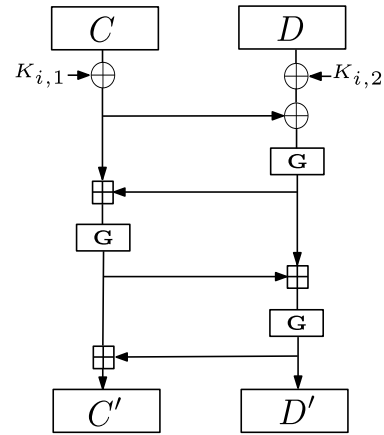 C D
K_{i,1} K_{i,2}
G
G
G
C′ D′